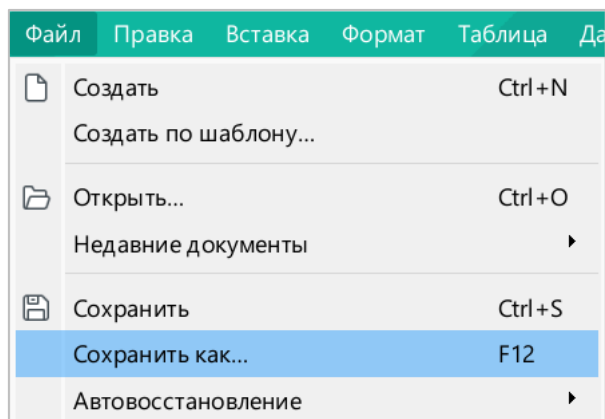 Файл Правка Вставка Формат Таблица Да
Создать Ctrl+N
Создать по шаблону...
Открыть... Ctrl+O
Недавние документы
Сохранить Ctrl+S
Сохранить как... F12
Автовосстановление